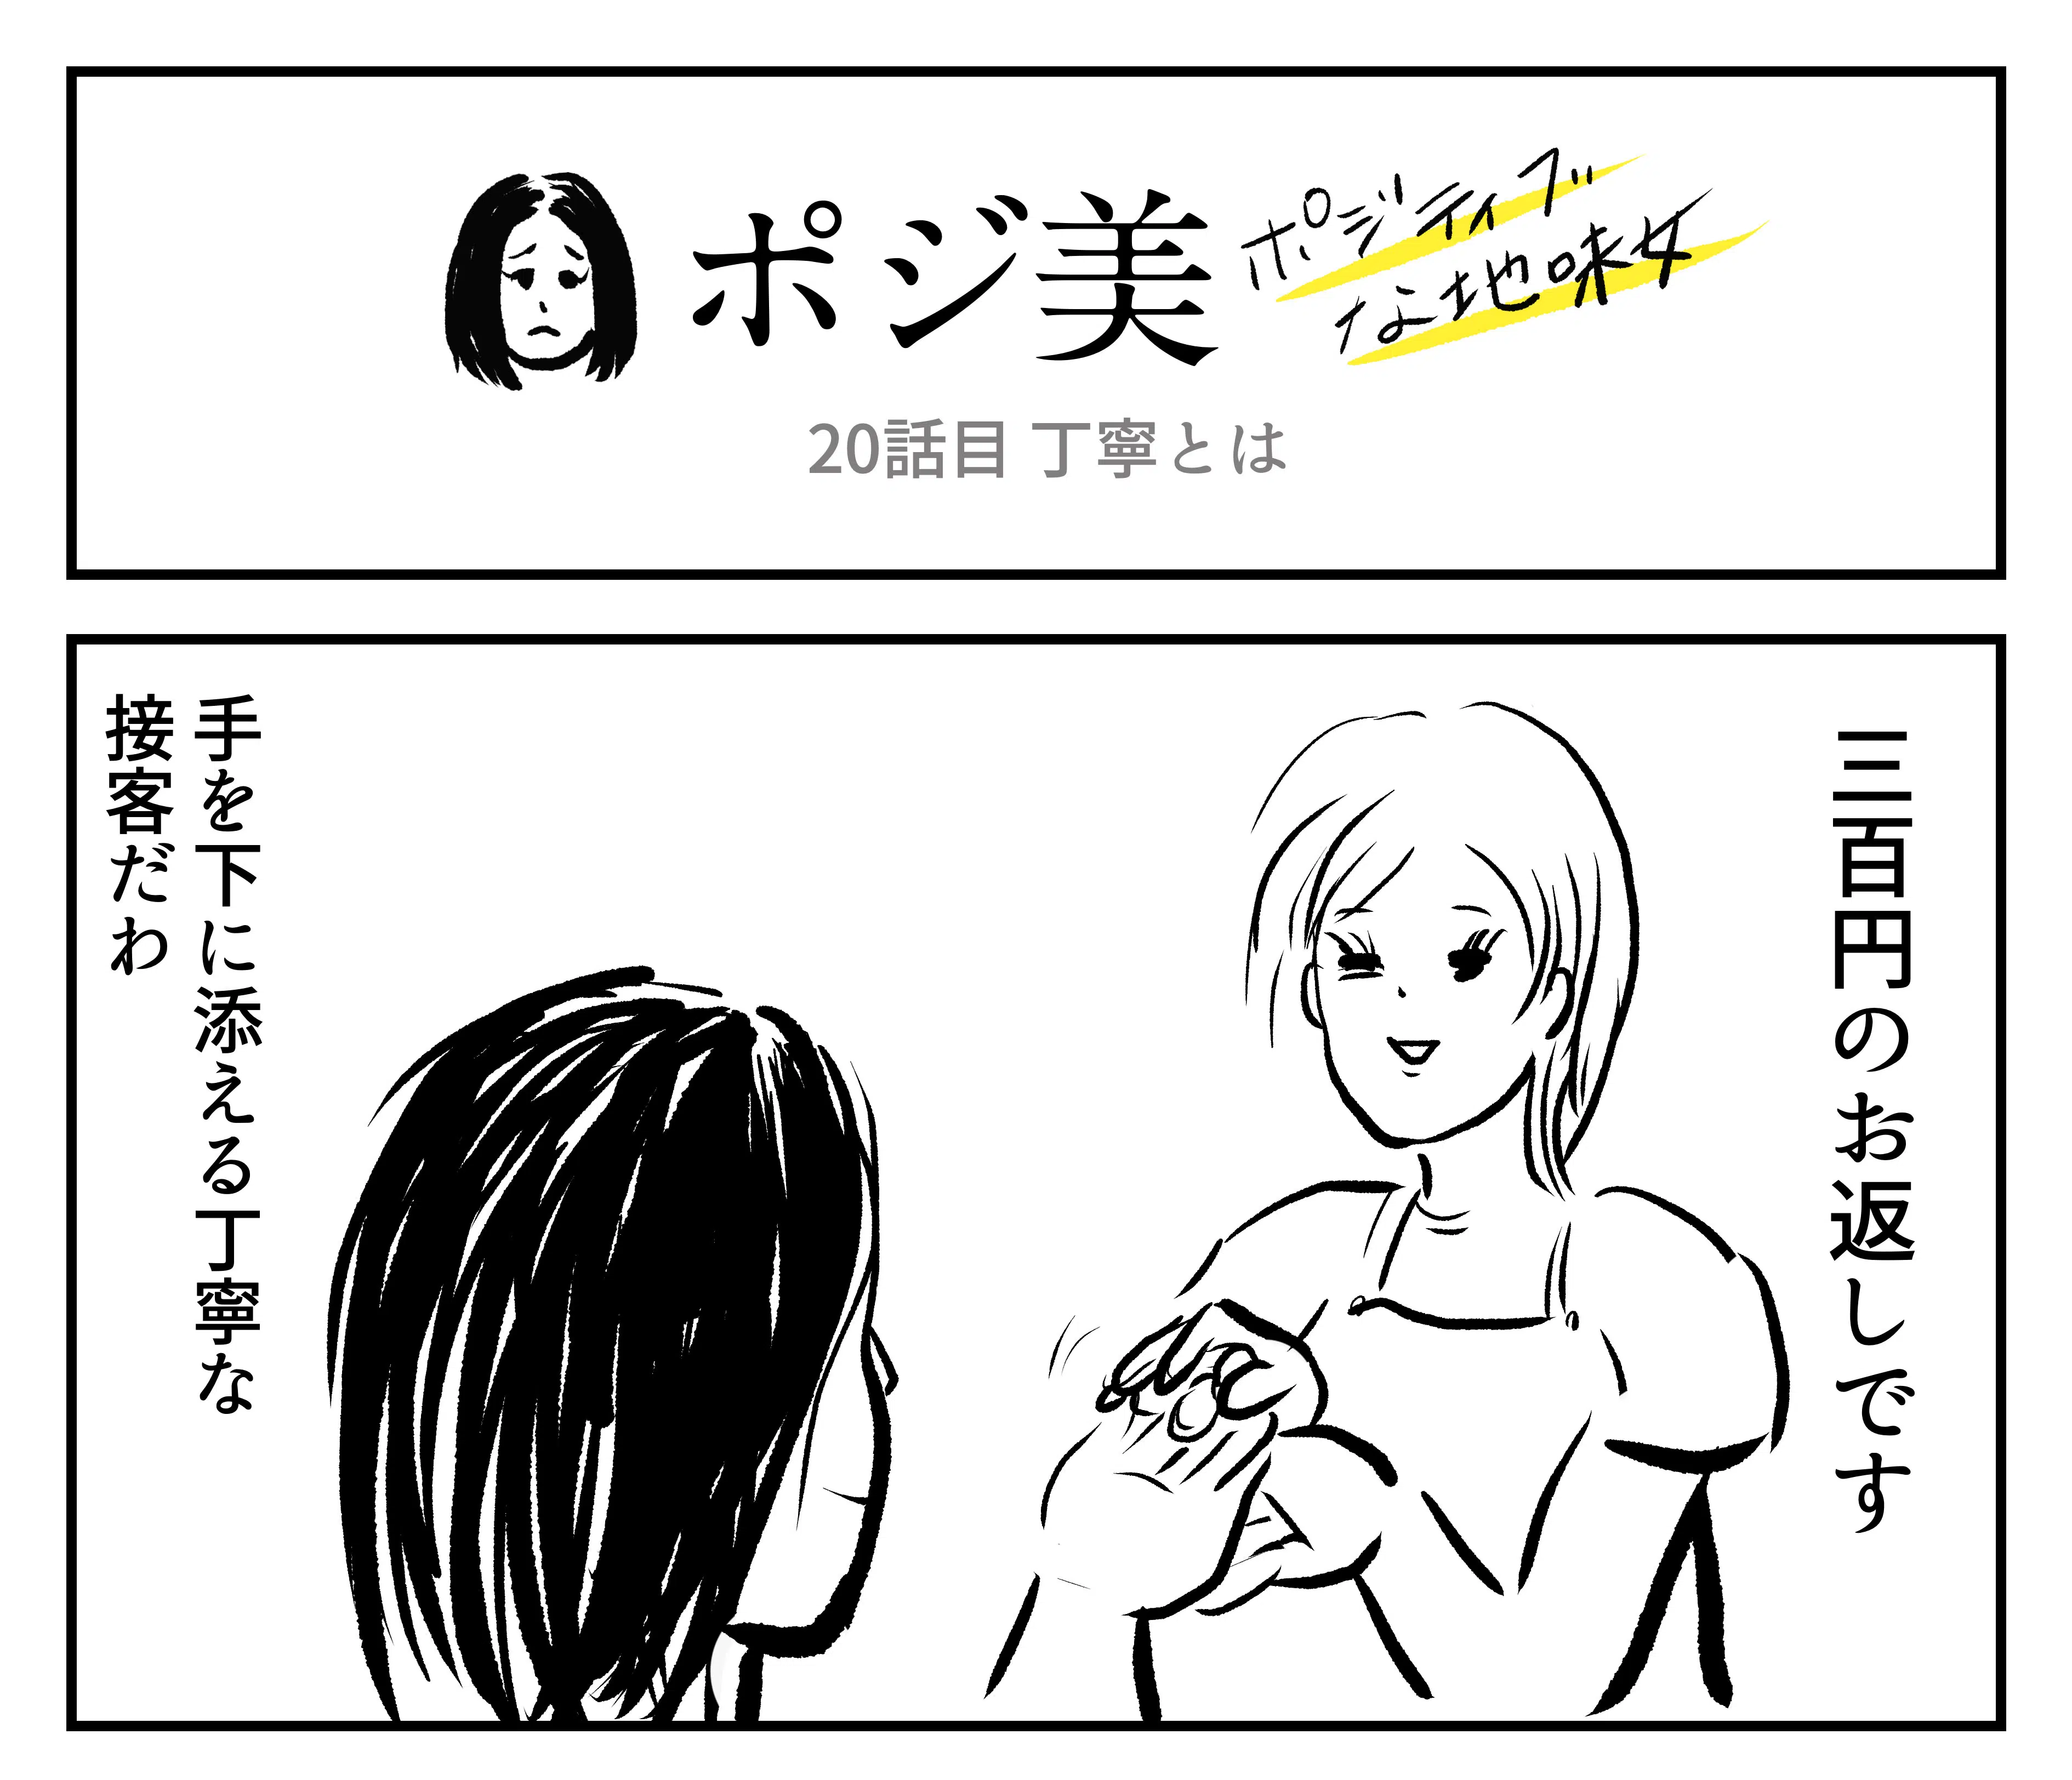 ポジ美
ポジティブ
な地味女
20話目 丁寧とは
三百円のお返しです
手を下に添える丁寧な
接客だわ